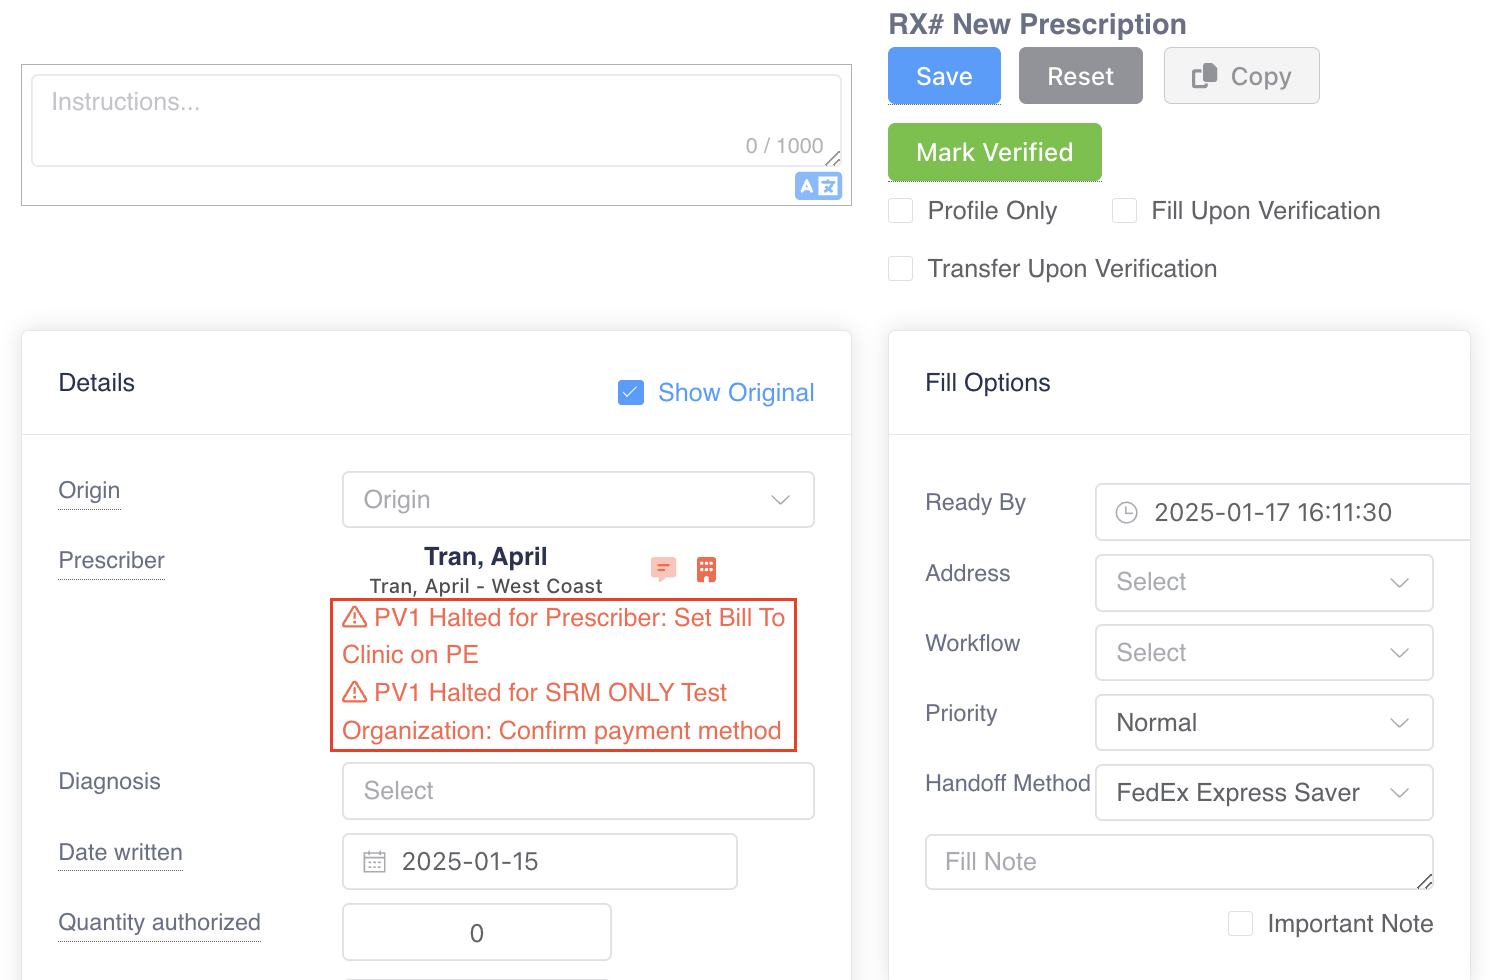 RX# New Prescription
Save
Reset
Copy
Instructions...
0 / 1000
Mark Verified
Profile Only
Fill Upon Verification
Transfer Upon Verification
Details
Show Original
Origin
Origin
Prescriber
Tran, April
Tran, April - West Coast
PV1 Halted for Prescriber: Set Bill To
Clinic on PE
PV1 Halted for SRM ONLY Test
Organization: Confirm payment method
Diagnosis
Select
Date written
2025-01-15
Quantity authorized
0
Fill Options
Ready By
2025-01-17 16:11:30
Address
Select
Workflow
Select
Priority
Normal
Handoff Method
FedEx Express Saver
Fill Note
Important Note